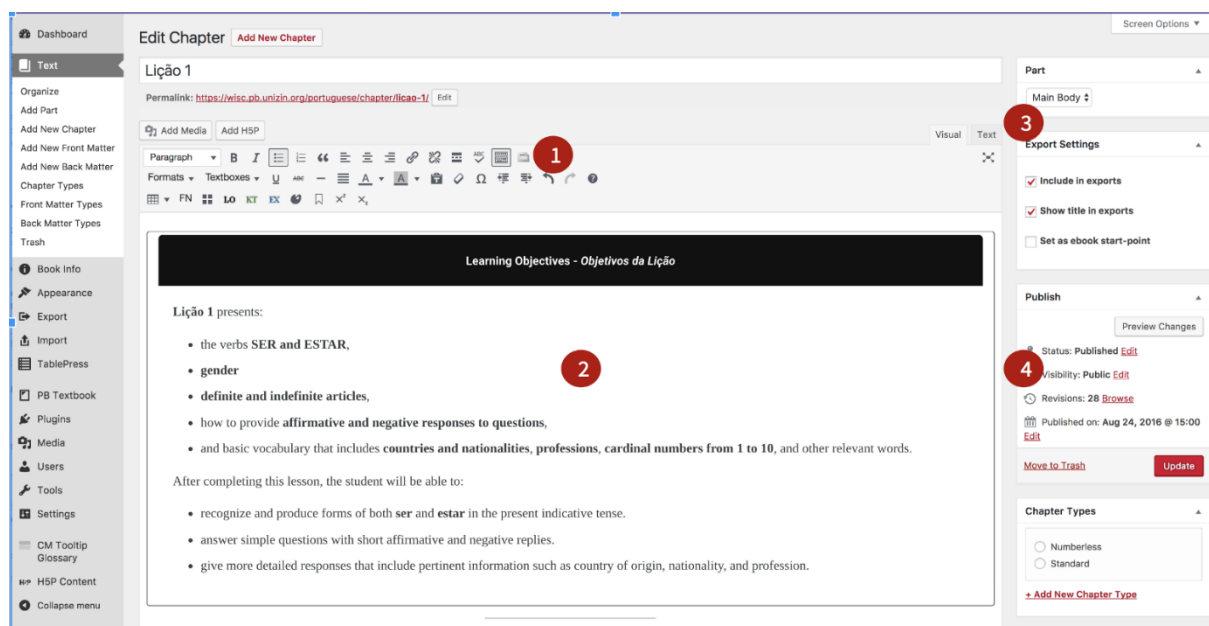 Dashboard
Text
Organize
Add Part
Add New Chapter
Add New Front Matter
Add New Back Matter
Chapter Types
Front Matter Types
Back Matter Types
Trash
Book Info
Appearance
Export
Import
TablePress
PB Textbook
Plugins
Media
Users
Tools
Settings
CM Tooltip
Glossary
H-P H5P Content
Collapse menu
Screen Options ▼
Edit Chapter Add New Chapter
Lição 1
Permalink: https://wisc.pb.unizin.org/portuguese/chapter/licao-1/ Edit
Add Media Add H5P
Visual Text
Paragraph B I 1
Formats Textboxes U ABC A A Ω
FN LO KT EX x² x₂
Learning Objectives - Objetivos da Lição
Lição 1 presents:
• the verbs SER and ESTAR,
• gender
• definite and indefinite articles,
2
• how to provide affirmative and negative responses to questions,
• and basic vocabulary that includes countries and nationalities, professions, cardinal numbers from 1 to 10, and other relevant words.
After completing this lesson, the student will be able to:
• recognize and produce forms of both ser and estar in the present indicative tense.
• answer simple questions with short affirmative and negative replies.
• give more detailed responses that include pertinent information such as country of origin, nationality, and profession.
Part
Main Body
3
Export Settings
Include in exports
Show title in exports
Set as ebook start-point
Publish
Preview Changes
Status: Published Edit
4
Visibility: Public Edit
Revisions: 28 Browse
Published on: Aug 24, 2016 @ 15:00
Edit
Move to Trash Update
Chapter Types
Numberless
Standard
+ Add New Chapter Type